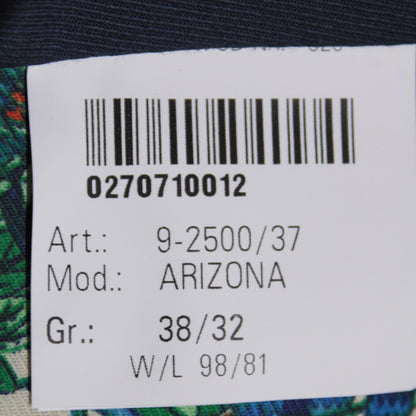 0270710012
Art.: 9-2500/37
Mod.: ARIZONA
Gr.: 38/32
W/L 98/81